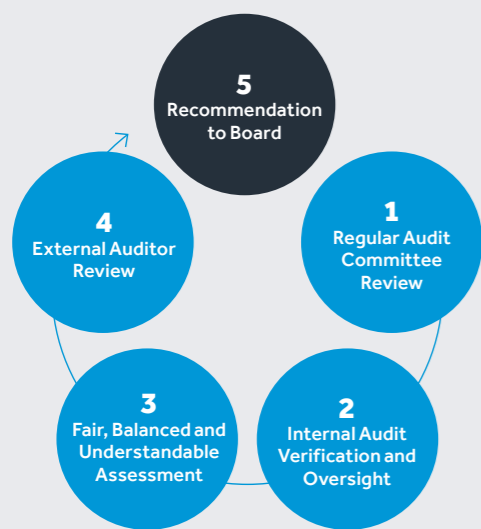 5
Recommendation
to Board
1
Regular Audit
Committee
Review
2
Internal Audit
Verification and
Oversight
3
Fair, Balanced and
Understandable
Assessment
4
External Auditor
Review